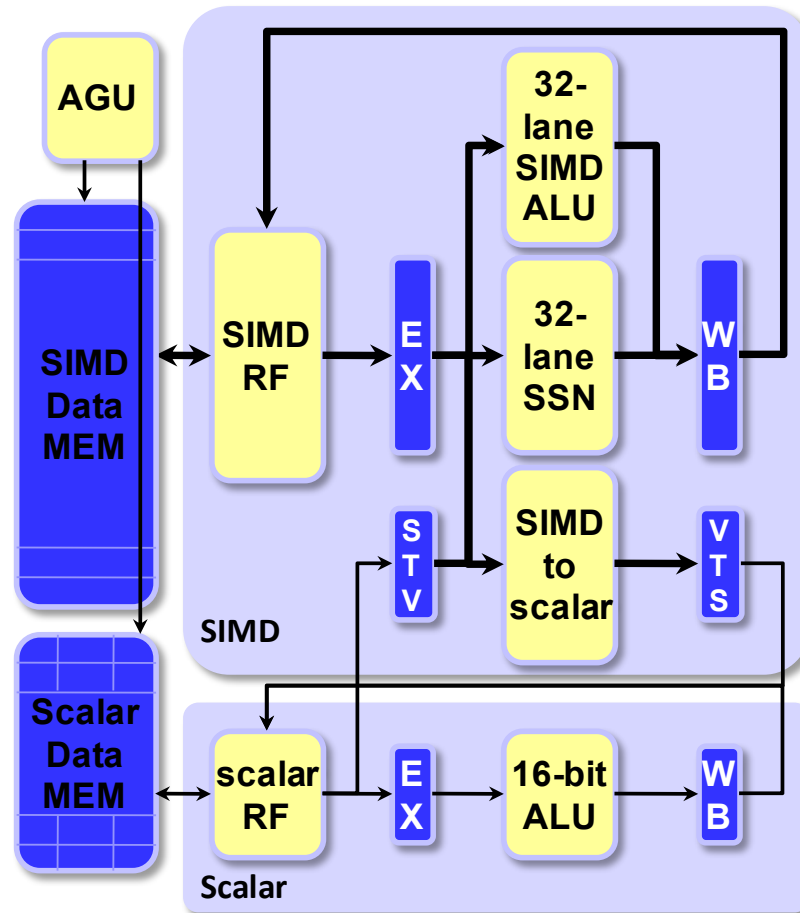 AGU
SIMD
Data
MEM
Scalar
Data
MEM
SIMD
RF
E
X
32-
lane
SIMD
ALU
32-
lane
SSN
W
B
S
T
V
SIMD
to
scalar
V
T
S
SIMD
scalar
RF
E
X
16-bit
ALU
W
B
Scalar